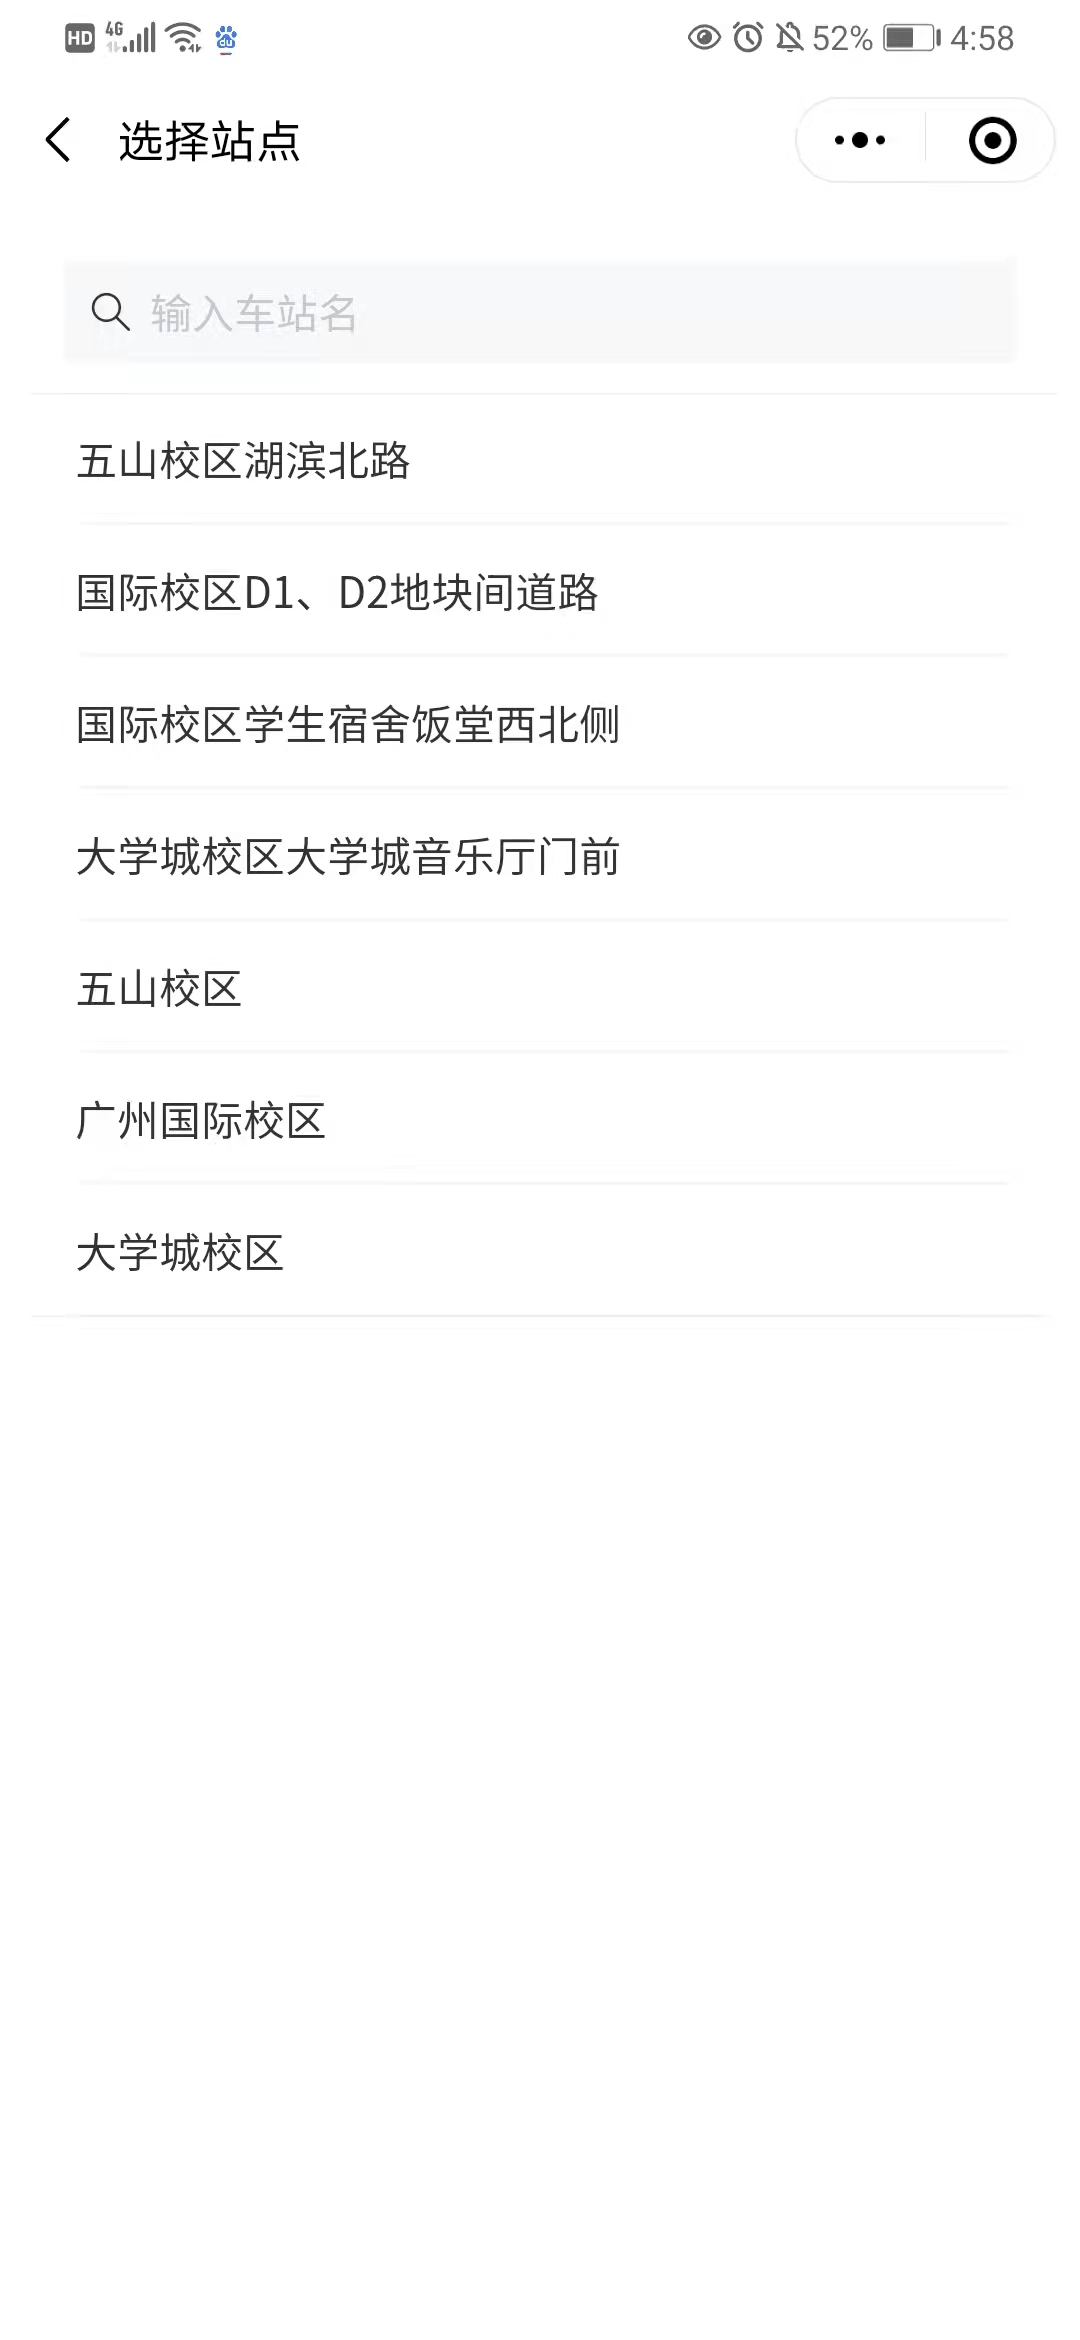 HD 4G 52% 4:58
选择站点
输入车站名
五山校区湖滨北路
国际校区D1、D2地块间道路
国际校区学生宿舍饭堂西北侧
大学城校区大学城音乐厅门前
五山校区
广州国际校区
大学城校区